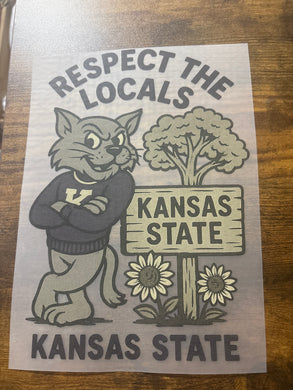 RESPECT THE
LOCALS
K
KANSAS
STATE
KANSAS STATE